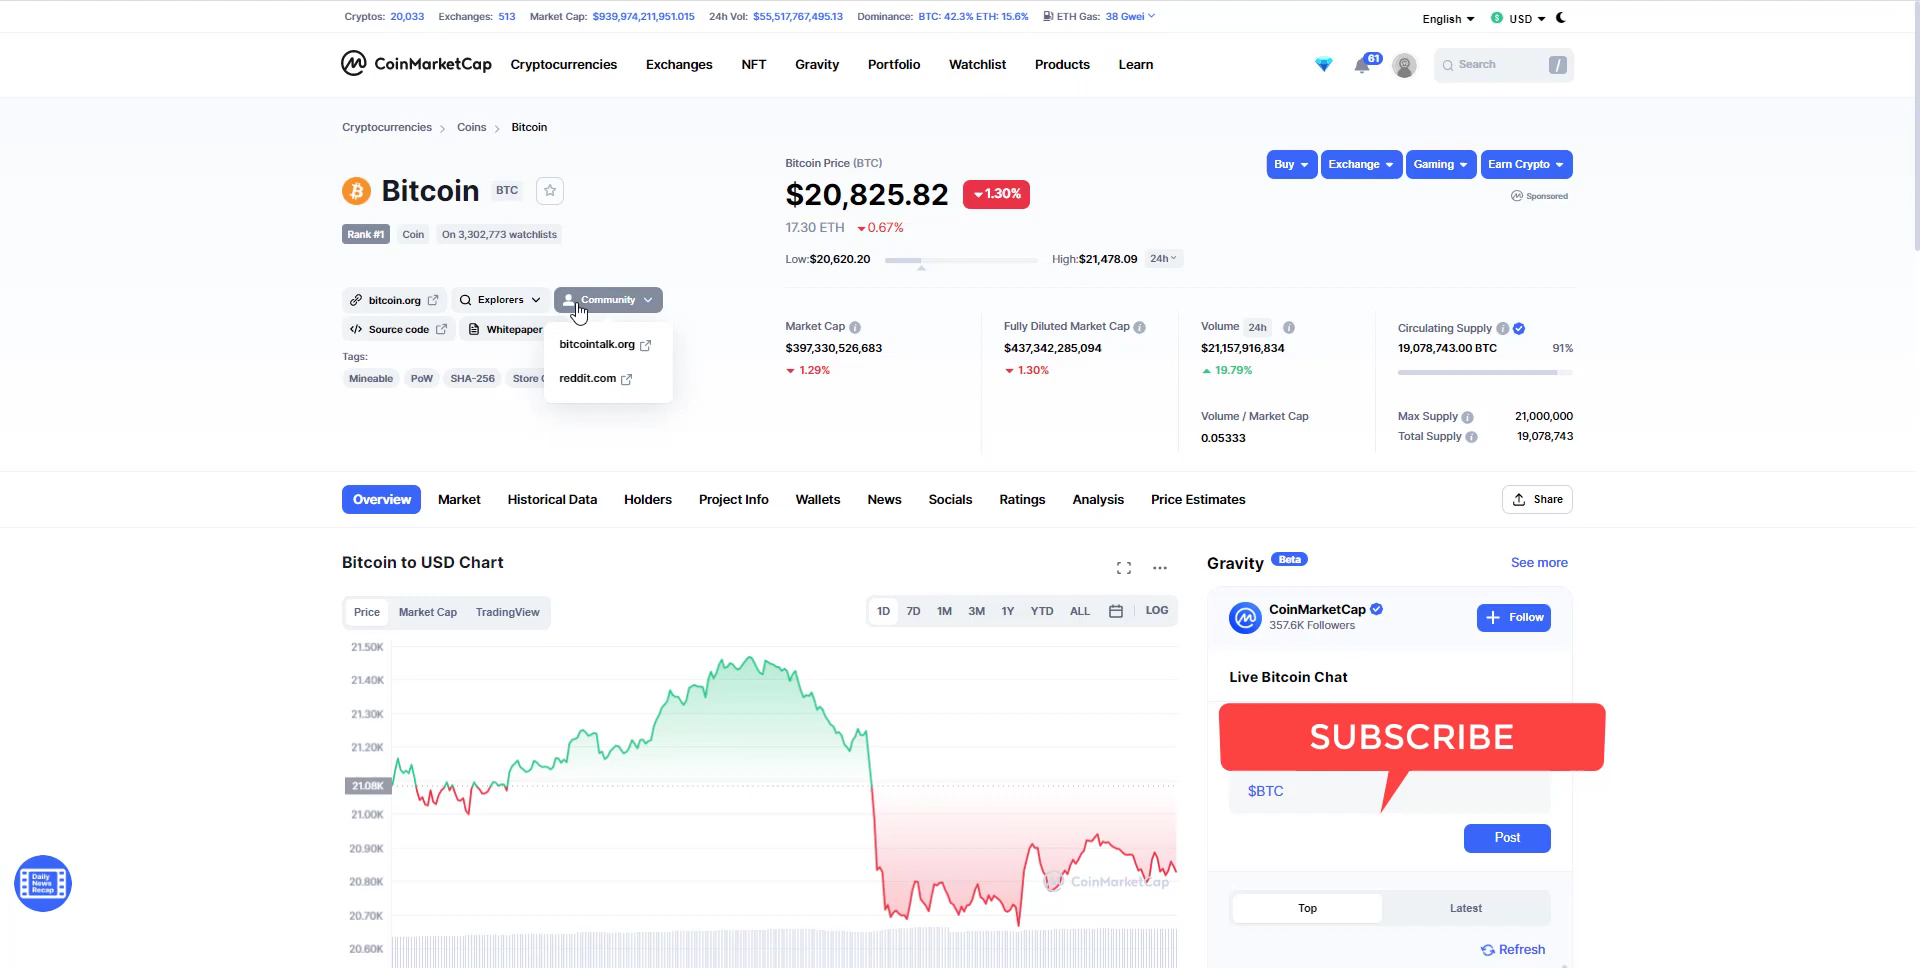 Cryptos: 20,033 Exchanges: 513 Market Cap: $939,974,211,951.015 24h Vol: $55,517,767,495.13 Dominance: BTC: 42.3% ETH: 15.6% ETH Gas: 38 Gwei
English USD
CoinMarketCap Cryptocurrencies Exchanges NFT Gravity Portfolio Watchlist Products Learn 61 Search /
Cryptocurrencies > Coins > Bitcoin
Bitcoin BTC
Rank #1 Coin On 3,302,773 watchlists
bitcoin.org Explorers Community
Source code Whitepaper
bitcointalk.org
reddit.com
Tags:
Mineable PoW SHA-256 Store
Bitcoin Price (BTC)
$20,825.82 1.30%
17.30 ETH 0.67%
Low:$20,620.20 High:$21,478.09 24h
Buy Exchange Gaming Earn Crypto
Sponsored
Market Cap
$397,330,526,683
1.29%
Fully Diluted Market Cap
$437,342,285,094
1.30%
Volume 24h
$21,157,916,834
19.79%
Volume / Market Cap
0.05333
Circulating Supply
19,078,743.00 BTC 91%
Max Supply 21,000,000
Total Supply 19,078,743
Overview Market Historical Data Holders Project Info Wallets News Socials Ratings Analysis Price Estimates Share
Bitcoin to USD Chart
Price Market Cap TradingView 1D 7D 1M 3M 1Y YTD ALL LOG
21.50K
21.40K
21.30K
21.20K
21.08K
21.00K
20.90K
20.80K
20.70K
20.60K
CoinMarketCap
Gravity Beta See more
CoinMarketCap
357.6K Followers
Follow
Live Bitcoin Chat
SUBSCRIBE
$BTC
Post
Top Latest
Refresh
Daily
News
Recap